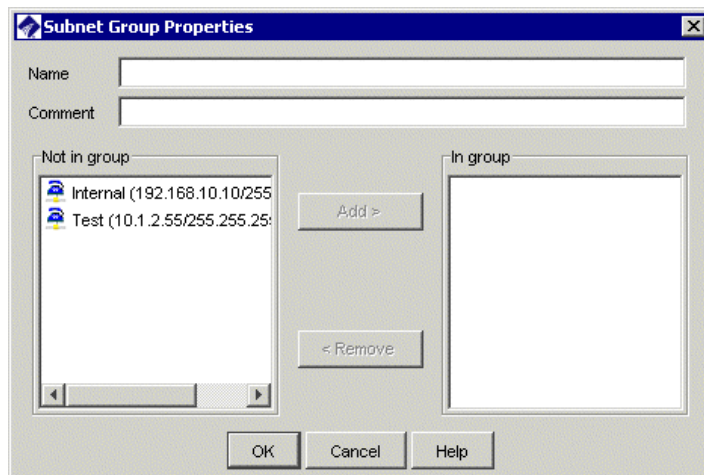 Subnet Group Properties
Name
Comment
Not in group
In group
Internal (192.168.10.10/255
Test (10.1.2.55/255.255.25
Add >
< Remove
OK
Cancel
Help